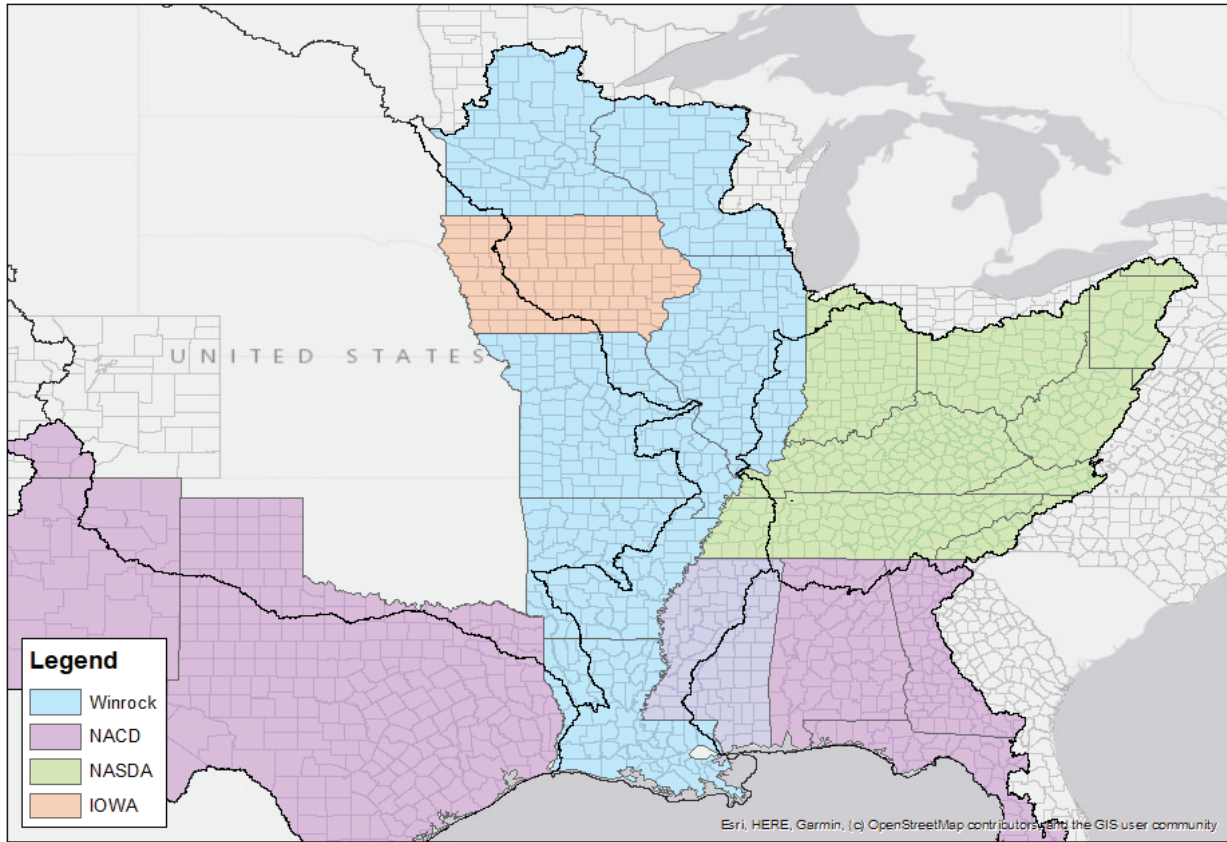 UNITED STATES
Legend
Winrock
NACD
NASDA
IOWA
Esri, HERE, Garmin, (c) OpenStreetMap contributors, and the GIS user community